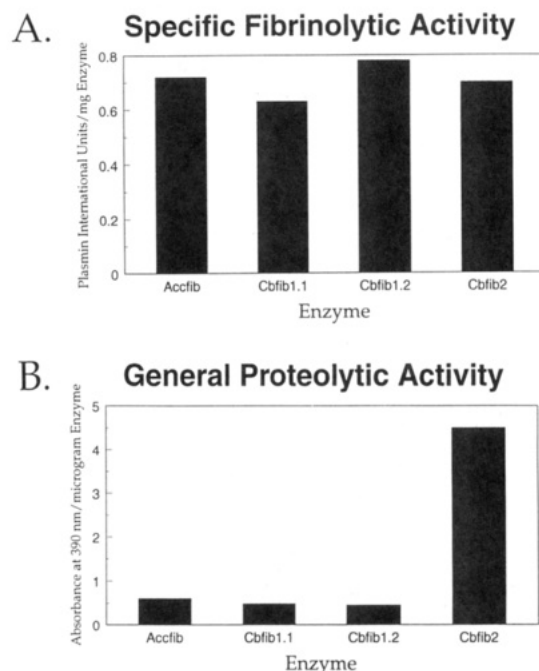 A. Specific Fibrinolytic Activity
Plasmin International Units/mg Enzyme
0.8
0.6
0.4
0.2
0
Accfib Cbfib1.1 Cbfib1.2 Cbfib2
Enzyme
B. General Proteolytic Activity
Absorbance at 390 nm/microgram Enzyme
5
4
3
2
1
0
Accfib Cbfib1.1 Cbfib1.2 Cbfib2
Enzyme